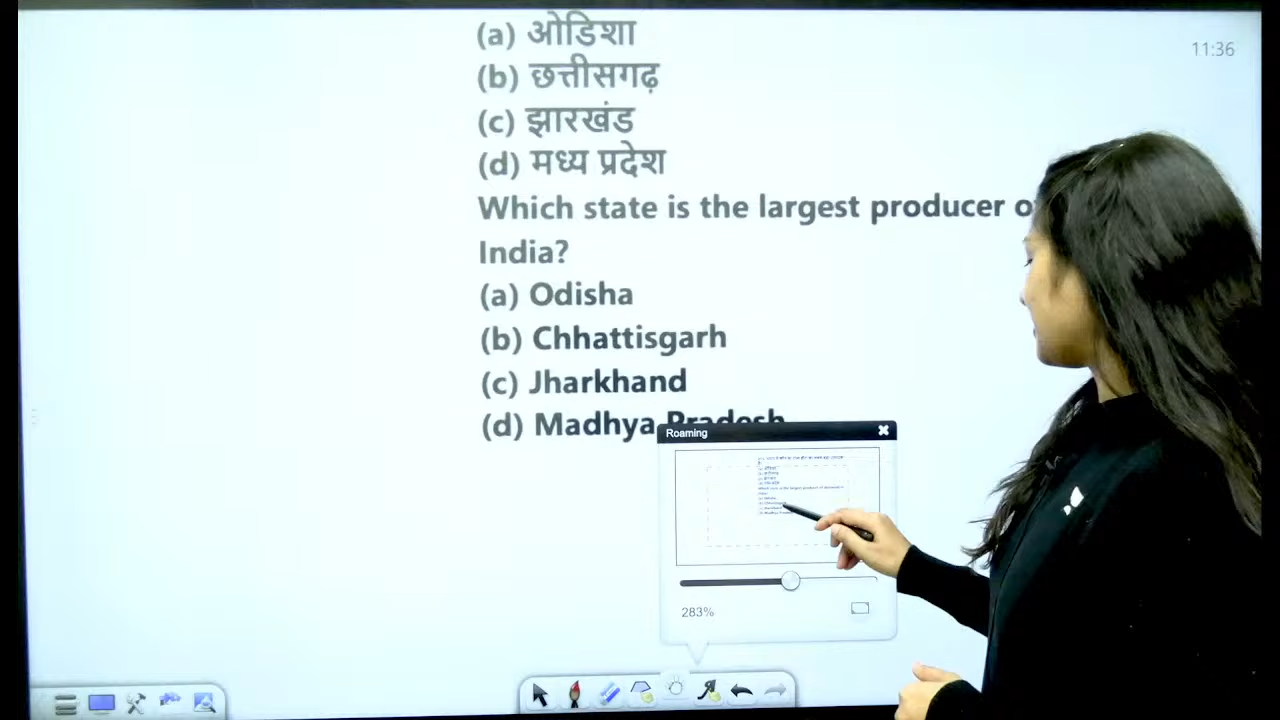 (a) ओडिशा
(b) छत्तीसगढ़
(c) झारखंड
(d) मध्य प्रदेश
Which state is the largest producer
India?
(a) Odisha
(b) Chhattisgarh
(c) Jharkhand
(d) Madhya Pradesh
11:36
Roaming
283%